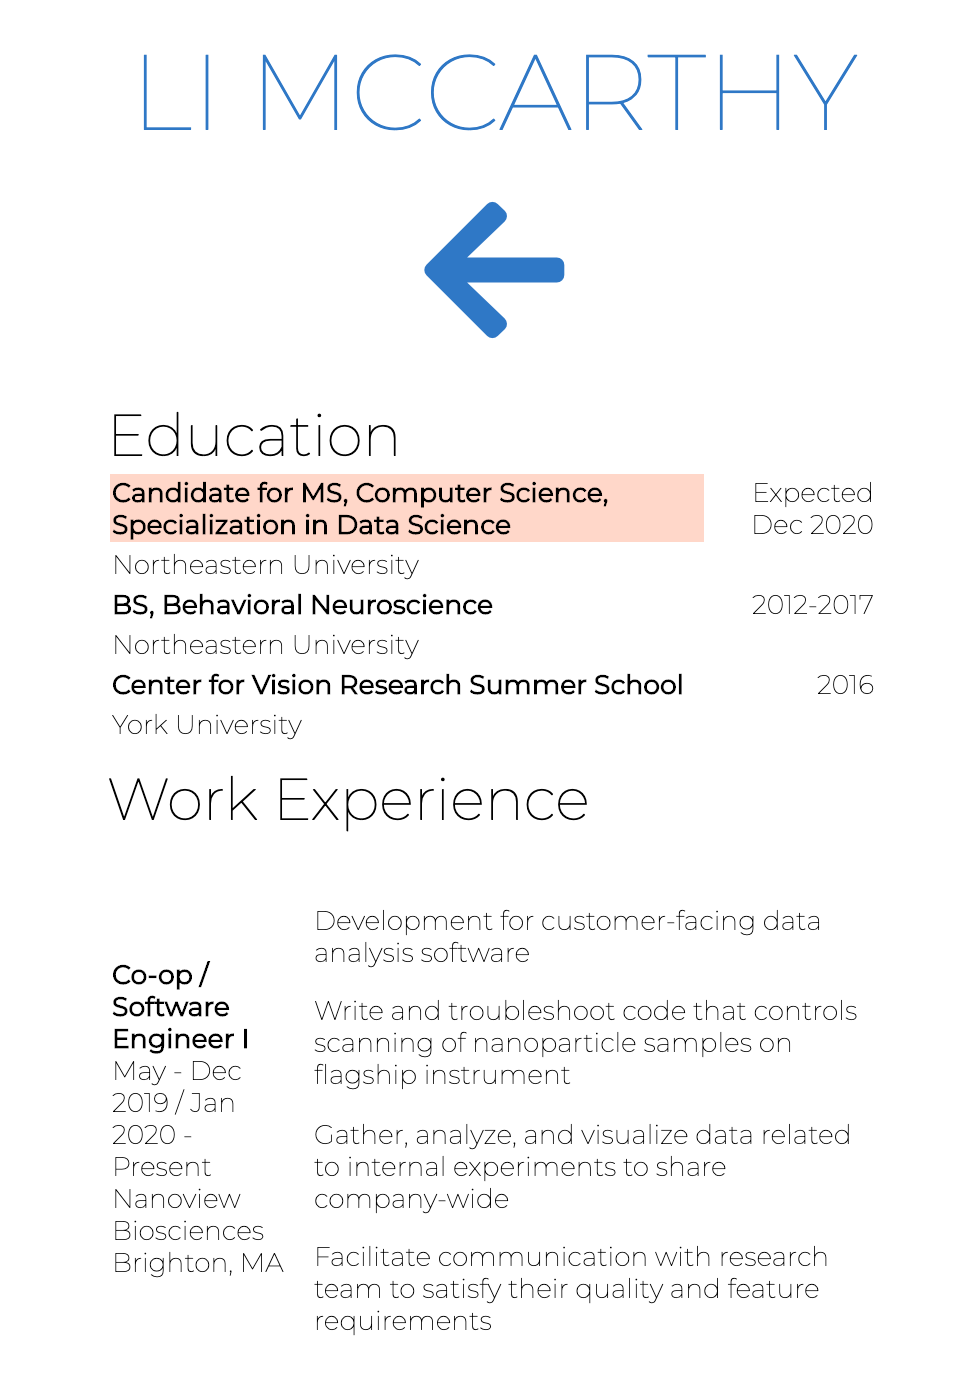 LI MCCARTHY
Education
Candidate for MS, Computer Science,
Specialization in Data Science
Expected
Dec 2020
Northeastern University
BS, Behavioral Neuroscience
2012-2017
Northeastern University
Center for Vision Research Summer School
2016
York University
Work Experience
Co-op /
Software
Engineer I
May - Dec
2019 / Jan
2020 -
Present
Nanoview
Biosciences
Brighton, MA
Development for customer-facing data
analysis software
Write and troubleshoot code that controls
scanning of nanoparticle samples on
flagship instrument
Gather, analyze, and visualize data related
to internal experiments to share
company-wide
Facilitate communication with research
team to satisfy their quality and feature
requirements